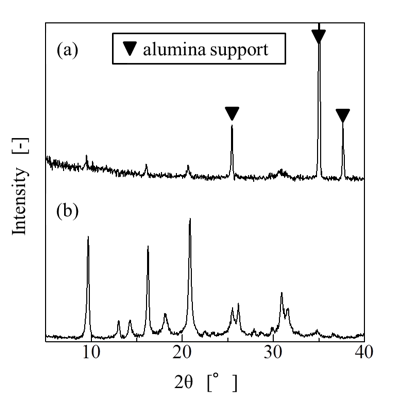 (a)
▼ alumina support
Intensity [-]
(b)
10 20 30 40
2θ [° ]